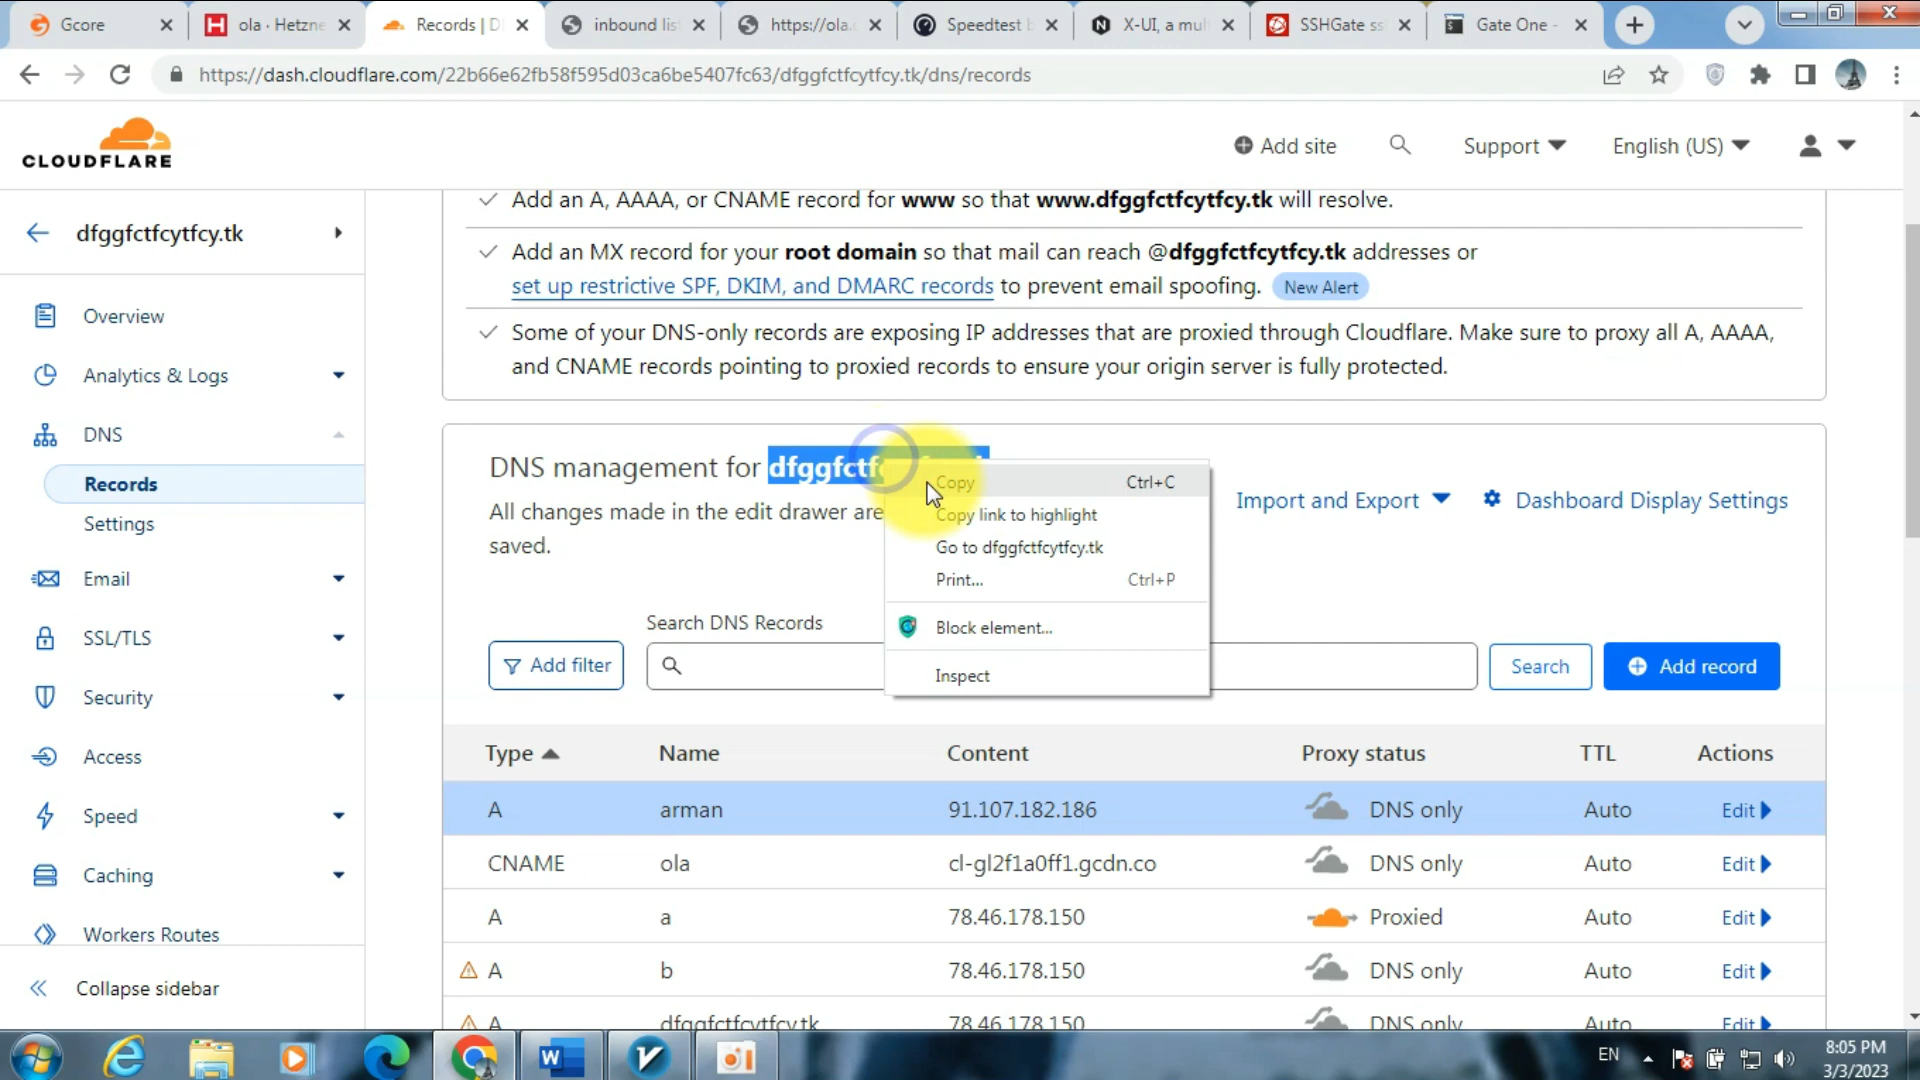 Gcore
ola · Hetzne
Records | D
inbound lis
https://ola.
Speedtest b
X-UI, a mul
SSHGate ss
Gate One -
https://dash.cloudflare.com/22b66e62fb58f595d03ca6be5407fc63/dfggfctfcytfcy.tk/dns/records
CLOUDFLARE
Add site
Support
English (US)
dfggfctfcytfcy.tk
Overview
Analytics & Logs
DNS
Records
Settings
Email
SSL/TLS
Security
Access
Speed
Caching
Workers Routes
Collapse sidebar
Add an A, AAAA, or CNAME record for www so that www.dfggfctfcytfcy.tk will resolve.
Add an MX record for your root domain so that mail can reach @dfggfctfcytfcy.tk addresses or
set up restrictive SPF, DKIM, and DMARC records to prevent email spoofing. New Alert
Some of your DNS-only records are exposing IP addresses that are proxied through Cloudflare. Make sure to proxy all A, AAAA,
and CNAME records pointing to proxied records to ensure your origin server is fully protected.
DNS management for dfggfctf
All changes made in the edit drawer are
saved.
Copy Ctrl+C
Copy link to highlight
Go to dfggfctfcytfcy.tk
Print... Ctrl+P
Block element...
Inspect
Import and Export
Dashboard Display Settings
Search DNS Records
Add filter
Search
Add record
Type Name Content Proxy status TTL Actions
A arman 91.107.182.186 DNS only Auto Edit
CNAME ola cl-gl2f1a0ff1.gcdn.co DNS only Auto Edit
A a 78.46.178.150 Proxied Auto Edit
A b 78.46.178.150 DNS only Auto Edit
A dfggfctfcytfcy.tk 78.46.178.150 DNS only Auto Edit
EN
8:05 PM
3/3/2023